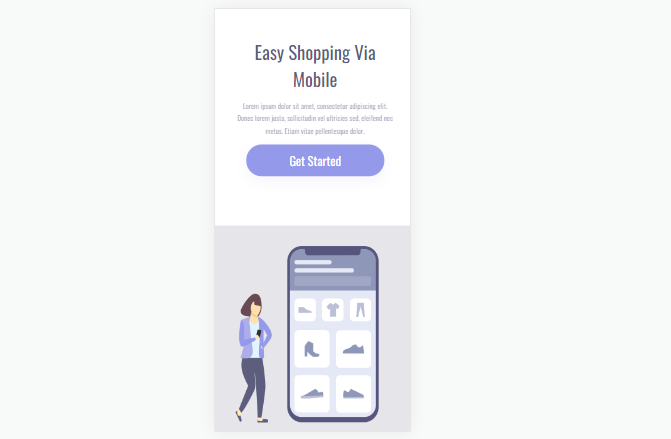 Easy Shopping Via
Mobile
Lorem ipsum dolor sit amet, consectetur adipiscing elit.
Donec lorem justo, sollicitudin vel ultricies sed, eleifend nec
metus. Etiam vitae pellentesque dolor.
Get Started